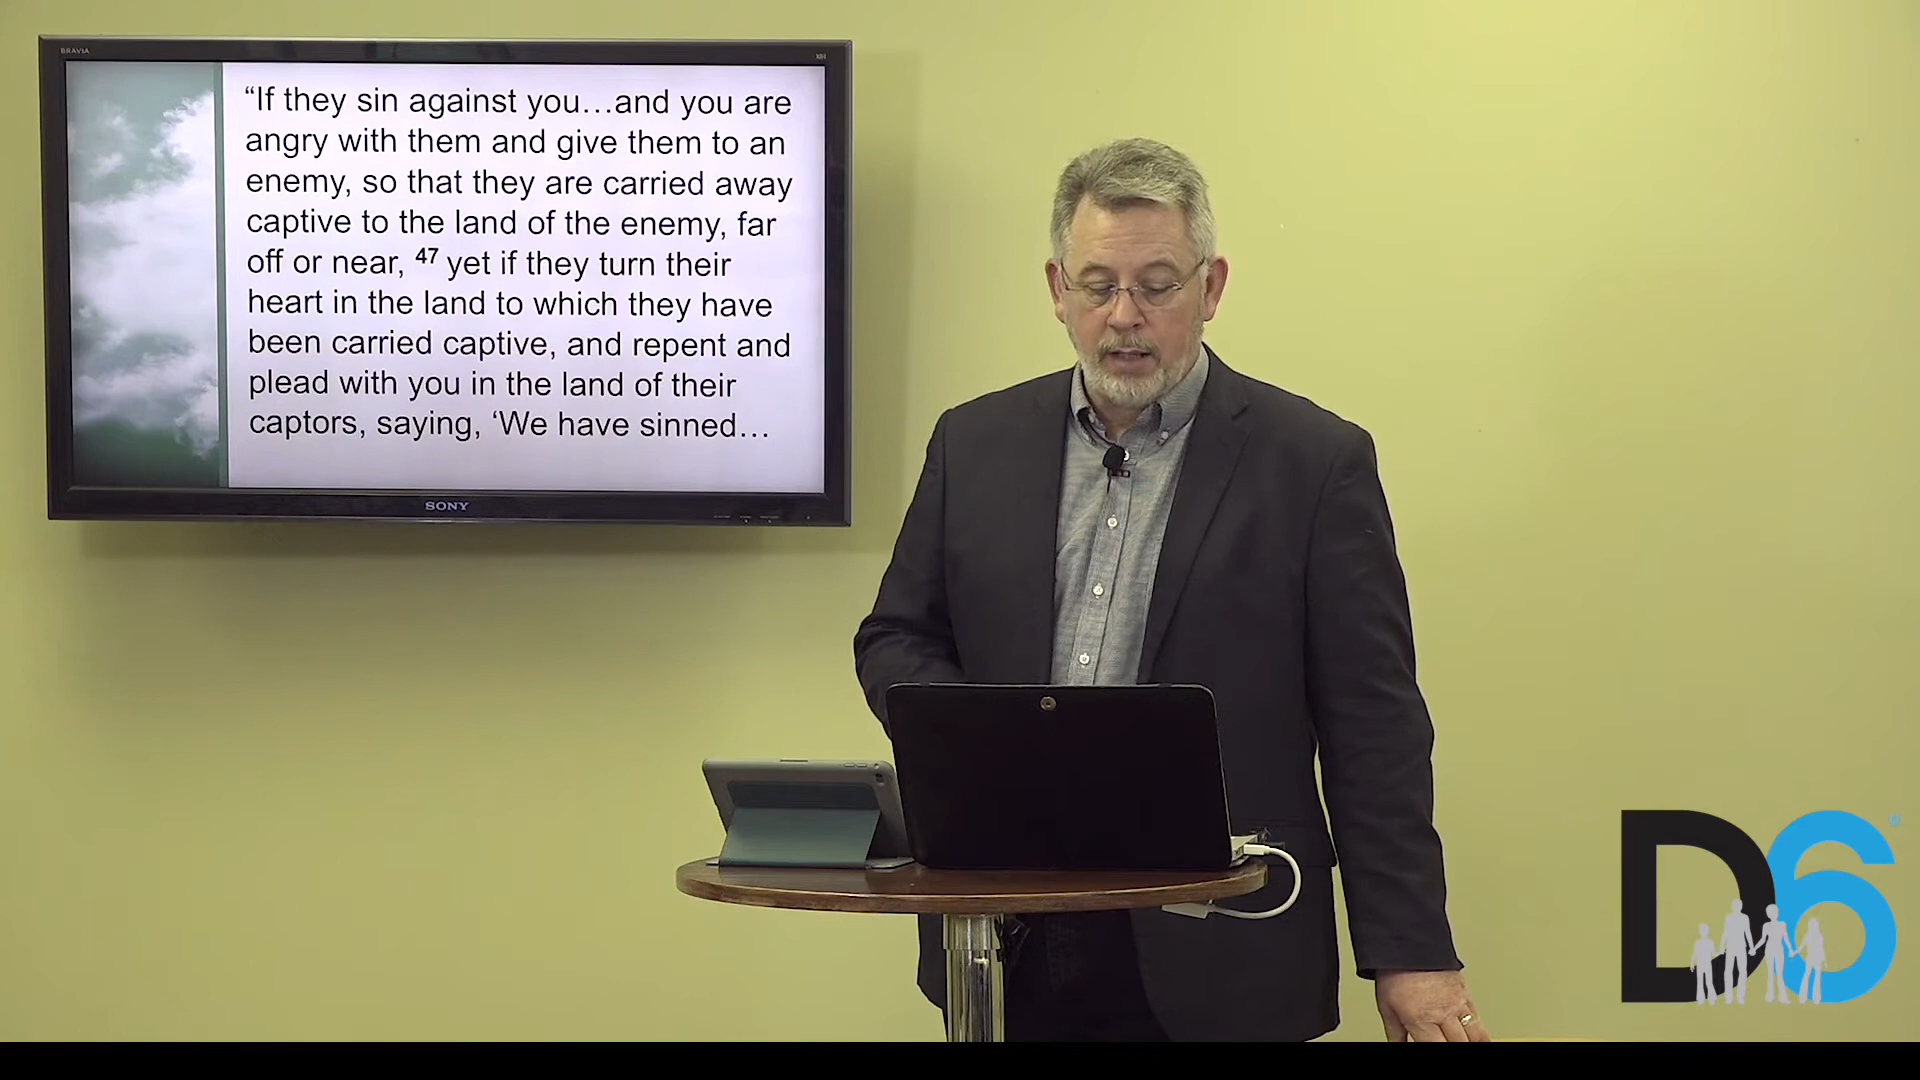 BRAVIA
“If they sin against you…and you are
angry with them and give them to an
enemy, so that they are carried away
captive to the land of the enemy, far
off or near, 47 yet if they turn their
heart in the land to which they have
been carried captive, and repent and
plead with you in the land of their
captors, saying, ‘We have sinned…
SONY
D6®